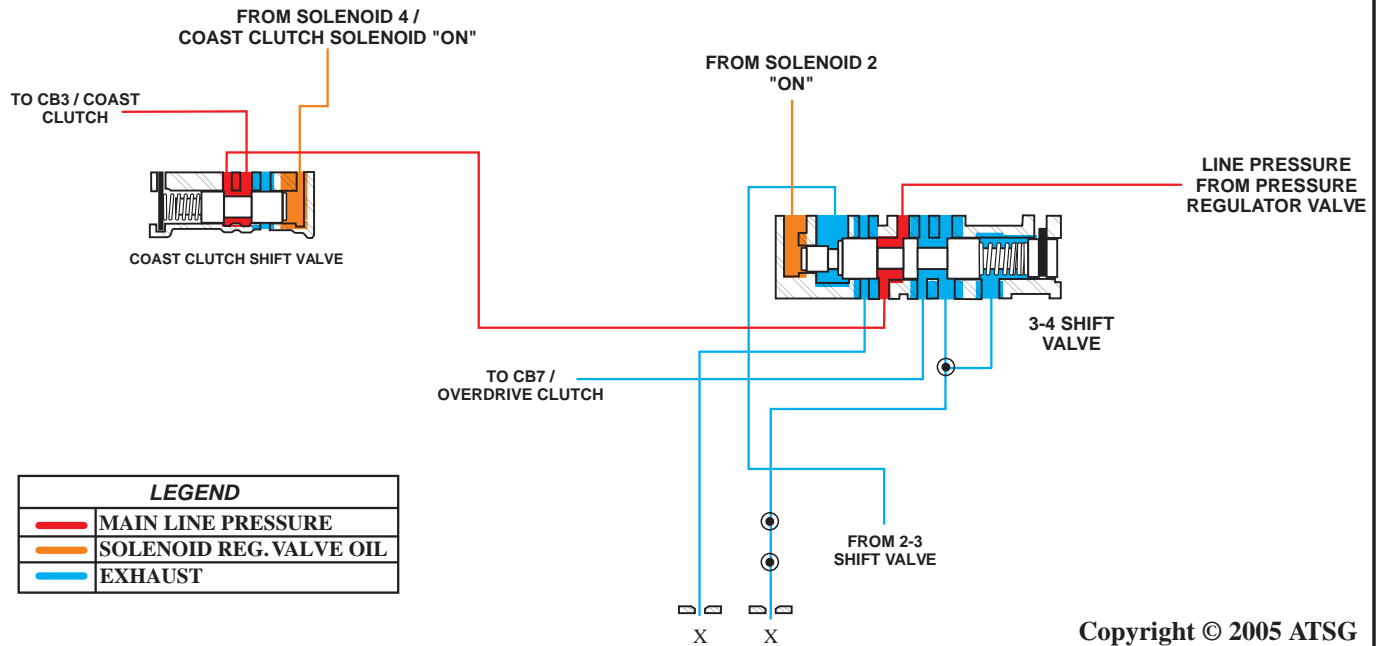 FROM SOLENOID 4 /
COAST CLUTCH SOLENOID "ON"
TO CB3 / COAST
CLUTCH
COAST CLUTCH SHIFT VALVE
FROM SOLENOID 2
"ON"
LINE PRESSURE
FROM PRESSURE
REGULATOR VALVE
3-4 SHIFT
VALVE
TO CB7 /
OVERDRIVE CLUTCH
FROM 2-3
SHIFT VALVE
LEGEND
MAIN LINE PRESSURE
SOLENOID REG. VALVE OIL
EXHAUST
X
X
Copyright © 2005 ATSG